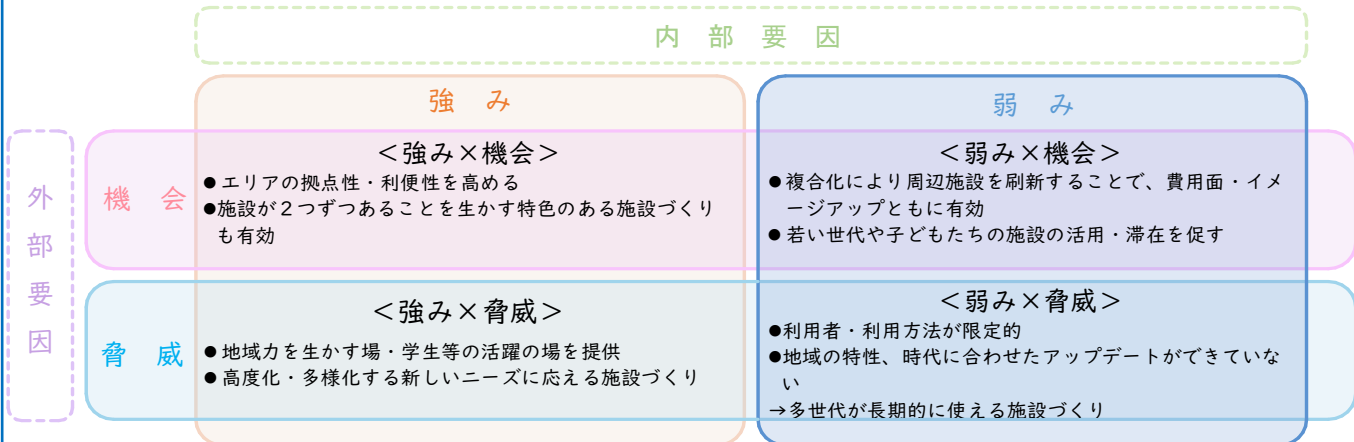 内 部 要 因
強 み
弱 み
外部要因
機 会
＜強み×機会＞
●エリアの拠点性・利便性を高める
●施設が２つずつあることを生かす特色のある施設づくり
も有効
＜弱み×機会＞
●複合化により周辺施設を刷新することで、費用面・イメ
ージアップともに有効
●若い世代や子どもたちの施設の活用・滞在を促す
脅 威
＜強み×脅威＞
●地域力を生かす場・学生等の活躍の場を提供
●高度化・多様化する新しいニーズに応える施設づくり
＜弱み×脅威＞
●利用者・利用方法が限定的
●地域の特性、時代に合わせたアップデートができていな
い
→多世代が長期的に使える施設づくり